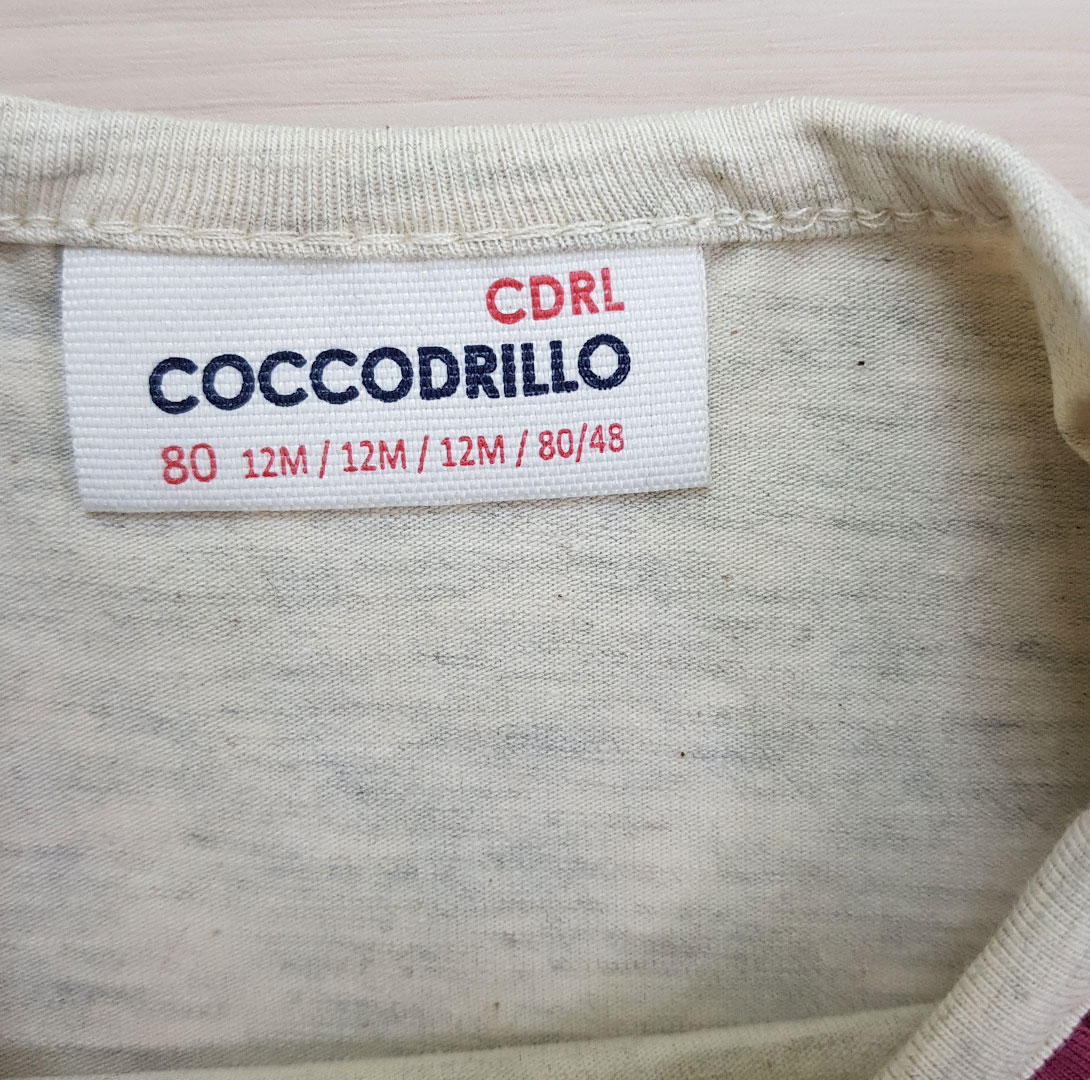 CDRL
COCCODRILLO
80 12M / 12M / 12M / 80/48